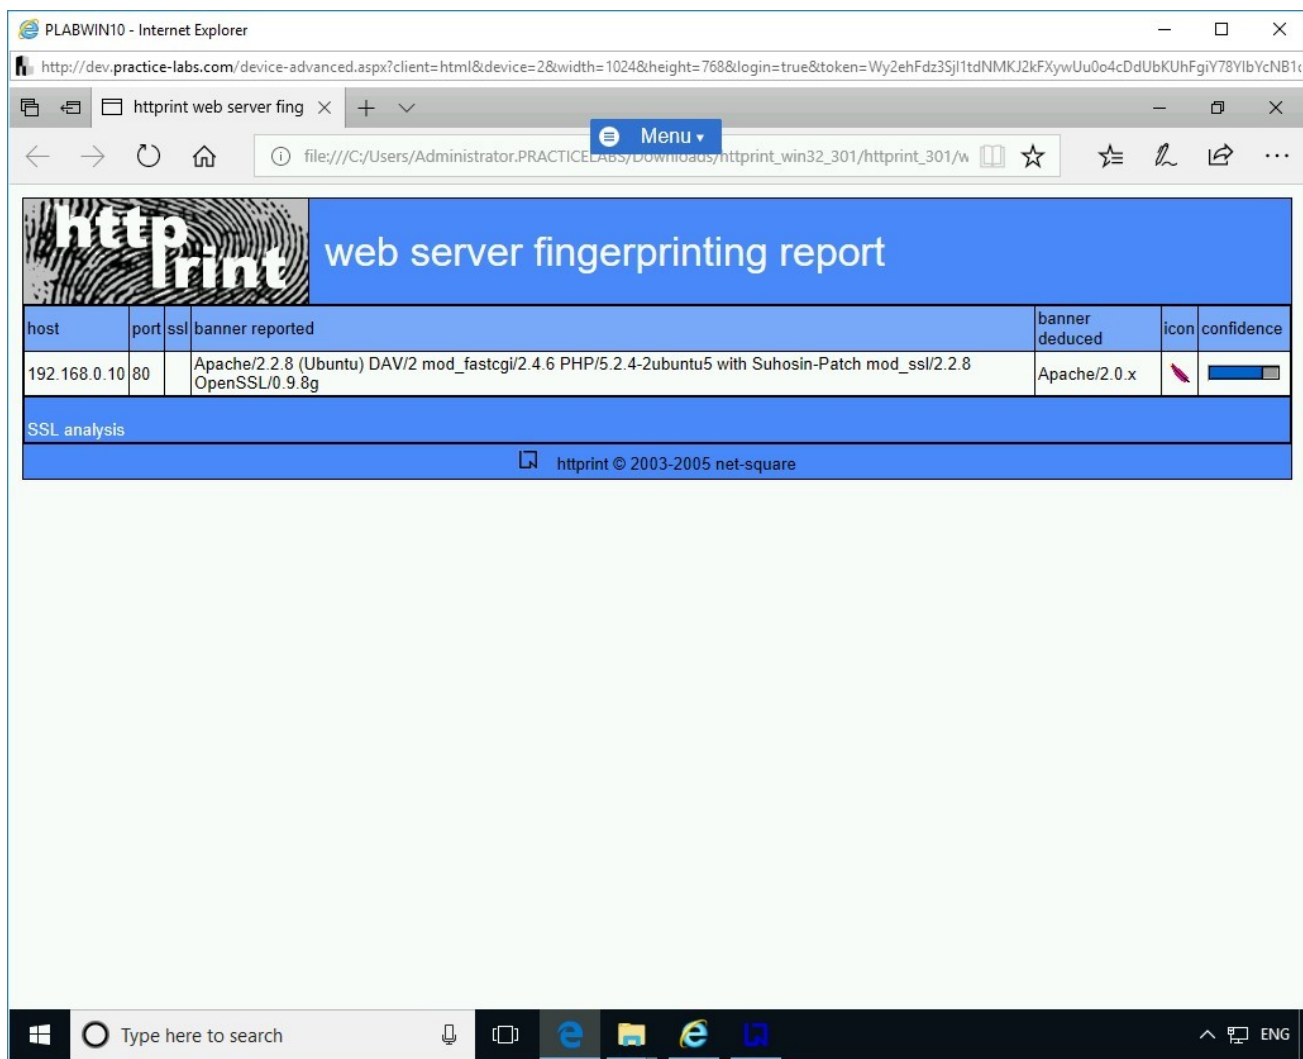 PLABWIN10 - Internet Explorer
http://dev.practice-labs.com/device-advanced.aspx?client=html&device=2&width=1024&height=768&login=true&token=
httprint web server fing
Menu
file:///C:/Users/Administrator.PRACTICELABS/Downloads/httprint_win32_301/httprint_301/w
http
print
web server fingerprinting report
host port ssl banner reported banner deduced icon confidence
192.168.0.10 80 Apache/2.2.8 (Ubuntu) DAV/2 mod_fastcgi/2.4.6 PHP/5.2.4-2ubuntu5 with Suhosin-Patch mod_ssl/2.2.8
OpenSSL/0.9.8g
Apache/2.0.x
SSL analysis
httprint © 2003-2005 net-square
Type here to search
ENG